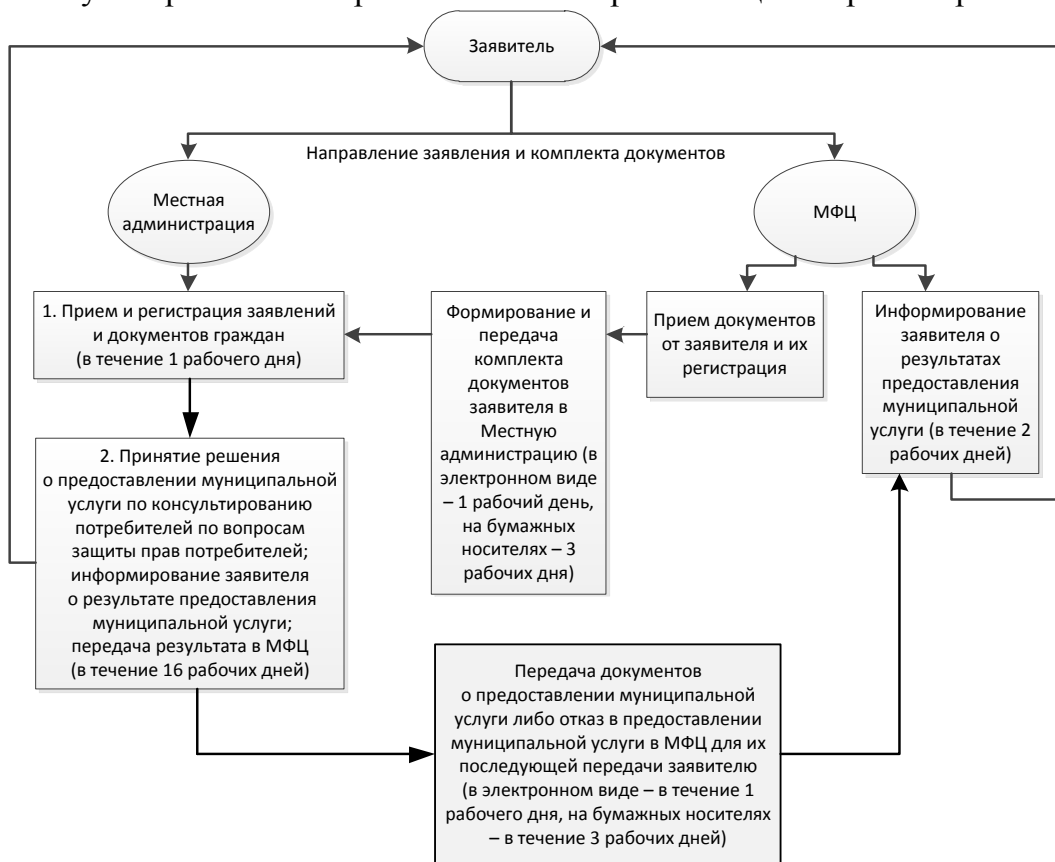 Заявитель
Направление заявления и комплекта документов
Местная
администрация
МФЦ
1. Прием и регистрация заявлений
и документов граждан
(в течение 1 рабочего дня)
Формирование и
передача
комплекта
документов
заявителя в
Местную
администрацию (в
электронном виде
– 1 рабочий день,
на бумажных
носителях – 3
рабочих дня)
Прием документов
от заявителя и их
регистрация
Информирование
заявителя о
результатах
предоставления
муниципальной
услуги (в течение 2
рабочих дней)
2. Принятие решения
о предоставлении муниципальной
услуги по консультированию
потребителей по вопросам
защиты прав потребителей;
информирование заявителя
о результате предоставления
муниципальной услуги;
передача результата в МФЦ
(в течение 16 рабочих дней)
Передача документов
о предоставлении муниципальной
услуги либо отказ в предоставлении
муниципальной услуги в МФЦ для их
последующей передачи заявителю
(в электронном виде – в течение 1
рабочего дня, на бумажных носителях
– в течение 3 рабочих дней)